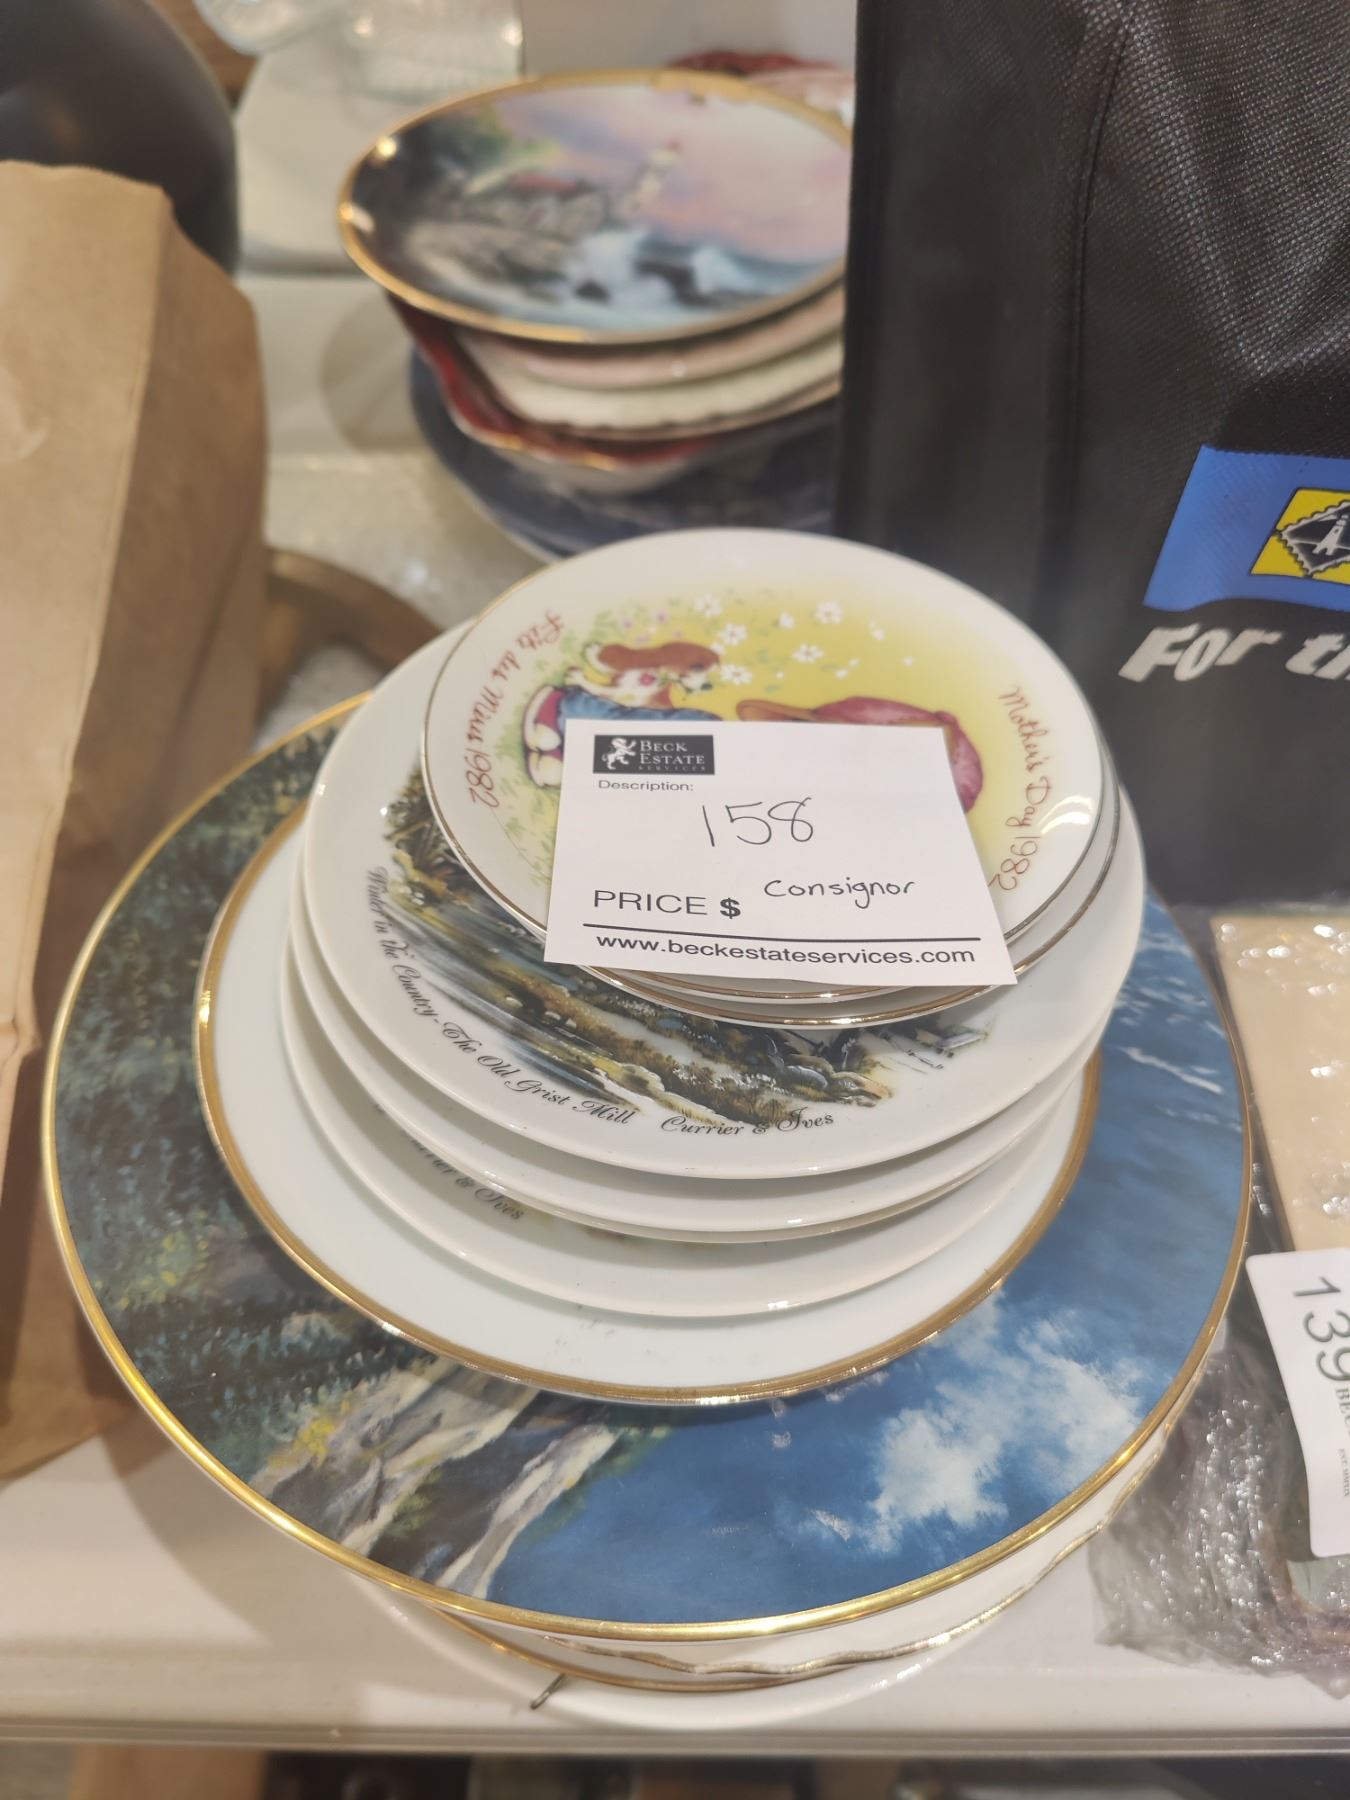 Fête des Mères 1982
Mother's Day 1982
BECK
ESTATE
SERVICES
Description:
158
PRICE $ Consignor
www.beckestateservices.com
Winter in the Country - The Old Grist Mill Currier & Ives
& Ives
For
139